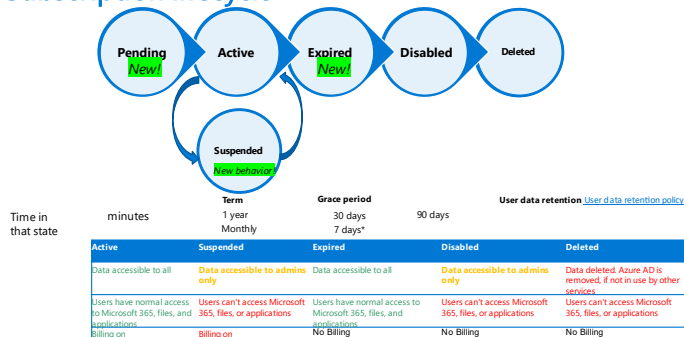 Subscription lifecycle
Pending
New!
Active
Expired
New!
Disabled
Deleted
Suspended
New behavior!
Term
Grace period
User data retention User data retention policy
Time in
that state
minutes
1 year
Monthly
30 days
7 days*
90 days
Active Suspended Expired Disabled Deleted
Data accessible to all
Data accessible to admins
only
Data accessible to all
Data accessible to admins
only
Data deleted. Azure AD is
removed, if not in use by other
services
Users have normal access
to Microsoft 365, files, and
applications
Users can't access Microsoft
365, files, or applications
Users have normal access to
Microsoft 365, files, and
applications
Users can't access Microsoft
365, files, or applications
Users can't access Microsoft
365, files, or applications
Billing on
Billing on
No Billing
No Billing
No Billing